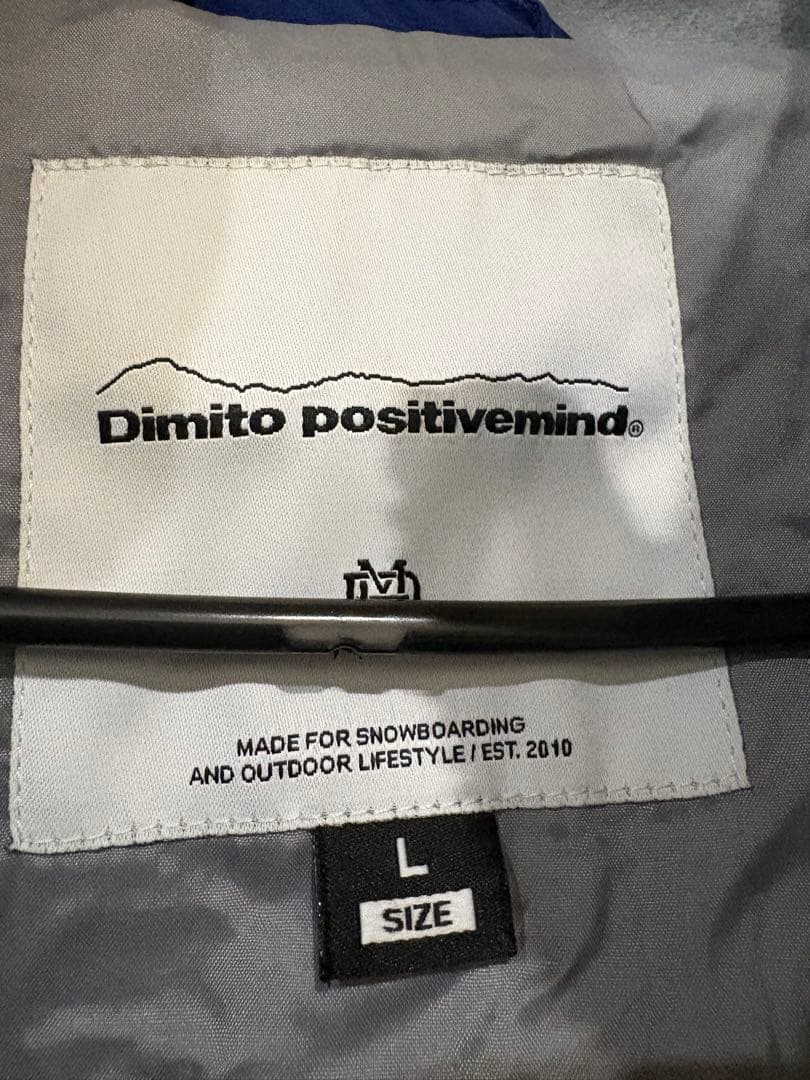 Dimito positivemind®
MADE FOR SNOWBOARDING
AND OUTDOOR LIFESTYLE / EST. 2010
L
SIZE